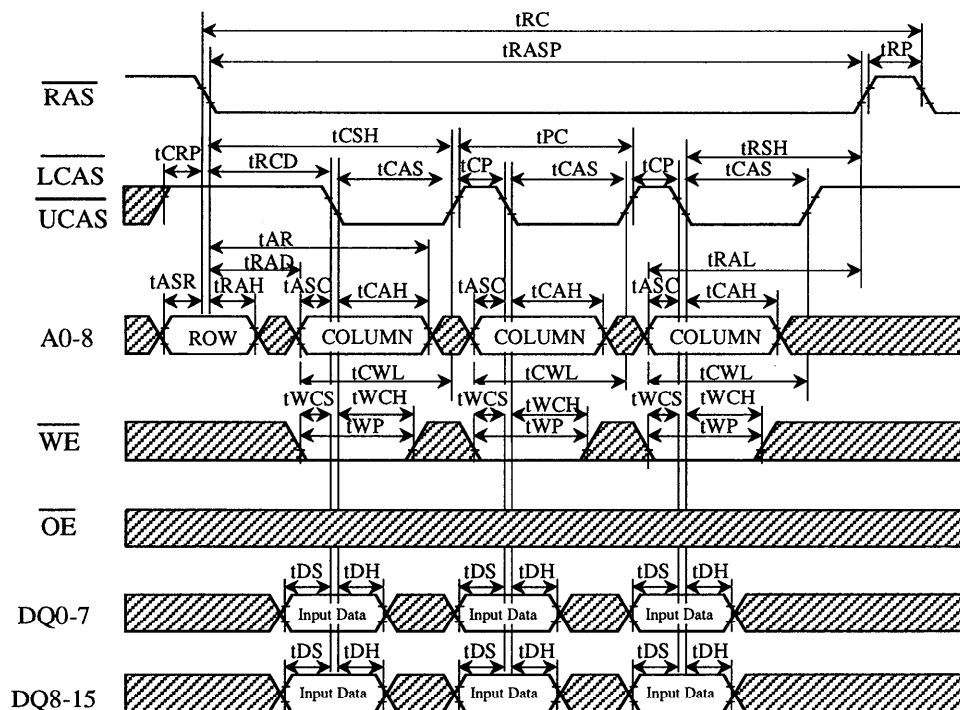 tRC
tRASP
tRP
RAS
tCSH
tPC
tCRP
tRCD
tCAS
tCP
tCAS
tCP
tRSH
tCAS
LCAS
UCAS
tAR
tRAD
tRAL
tASR
tRAH
tASC
tCAH
tASC
tCAH
tASC
tCAH
A0-8
ROW
COLUMN
COLUMN
COLUMN
tCWL
tCWL
tCWL
tWCS
tWCH
tWCS
tWCH
tWCS
tWCH
tWP
tWP
tWP
WE
OE
tDS
tDH
tDS
tDH
tDS
tDH
DQ0-7
Input Data
Input Data
Input Data
tDS
tDH
tDS
tDH
tDS
tDH
DQ8-15
Input Data
Input Data
Input Data